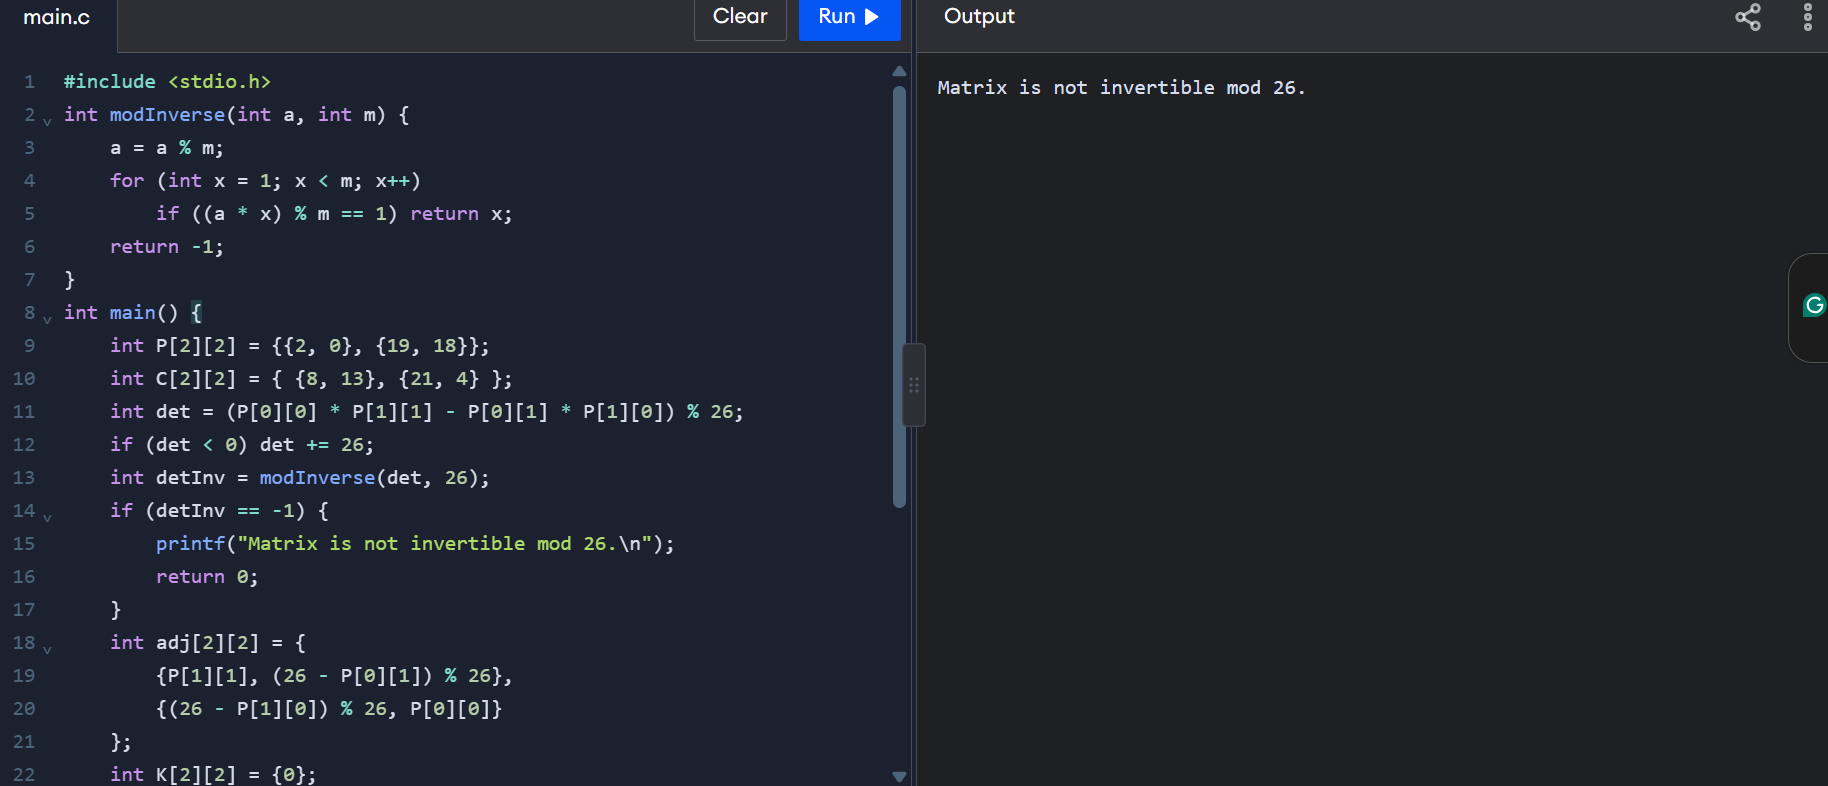 main.c
Clear
Run
Output
1 #include <stdio.h>
2 int modInverse(int a, int m) {
3     a = a % m;
4     for (int x = 1; x < m; x++)
5         if ((a * x) % m == 1) return x;
6     return -1;
7 }
8 int main() {
9     int P[2][2] = {{2, 0}, {19, 18}};
10     int C[2][2] = { {8, 13}, {21, 4} };
11     int det = (P[0][0] * P[1][1] - P[0][1] * P[1][0]) % 26;
12     if (det < 0) det += 26;
13     int detInv = modInverse(det, 26);
14     if (detInv == -1) {
15         printf("Matrix is not invertible mod 26.\n");
16         return 0;
17     }
18     int adj[2][2] = {
19         {P[1][1], (26 - P[0][1]) % 26},
20         {(26 - P[1][0]) % 26, P[0][0]}
21     };
22     int K[2][2] = {0};
Matrix is not invertible mod 26.